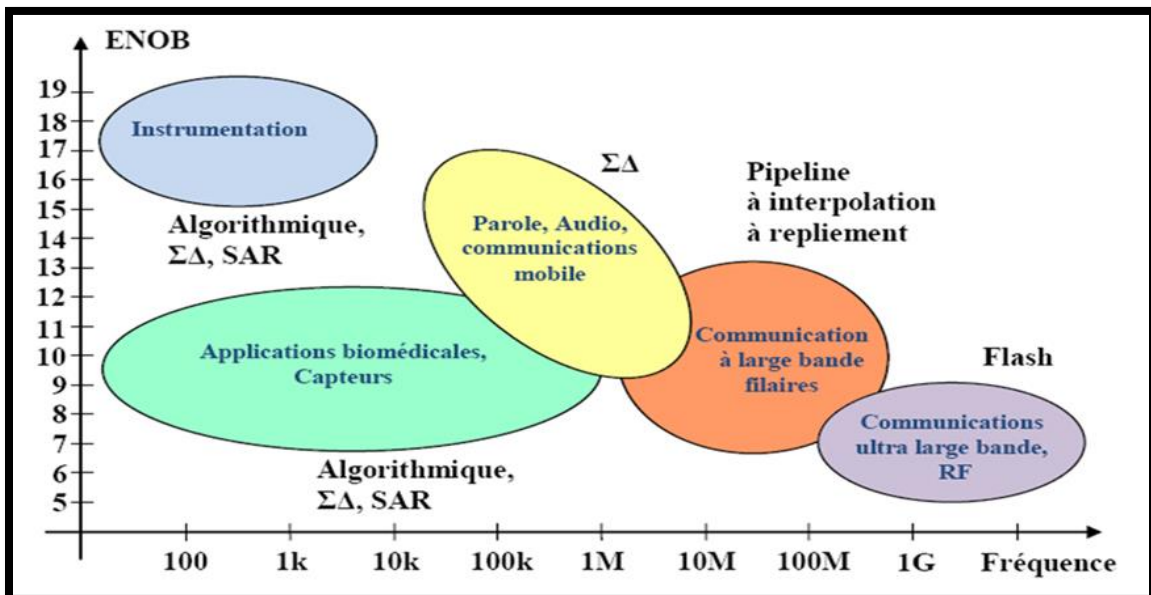 ENOB
19
18
17
16
15
14
13
12
11
10
9
8
7
6
5
Instrumentation
Algorithmique,
ΣΔ, SAR
Parole, Audio,
communications
mobile
ΣΔ
Pipeline
à interpolation
à repliement
Applications biomédicales,
Capteurs
Algorithmique,
ΣΔ, SAR
Communication
à large bande
filaires
Flash
Communications
ultra large bande,
RF
100 1k 10k 100k 1M 10M 100M 1G Fréquence